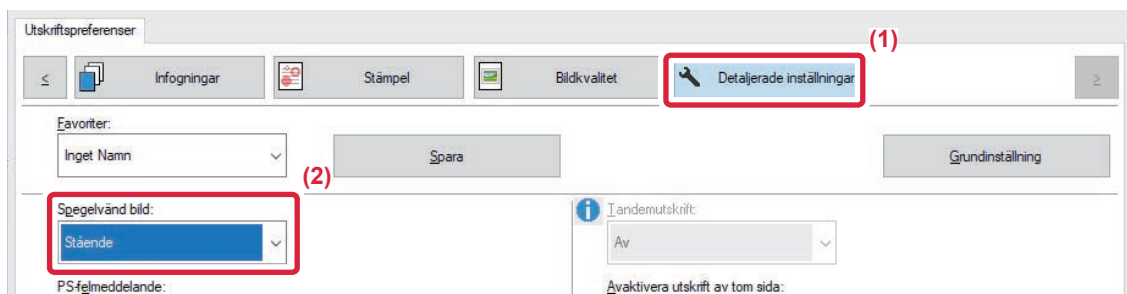 Utskriftspreferenser
(1)
< Infogningar Stämpel Bildkvalitet Detaljerade inställningar >
Favoriter:
Inget Namn Spara Grundinställning
(2)
Spegelvänd bild: Tandemutskrift:
Stående Av
PS-felmeddelande: Avaktivera utskrift av tom sida: